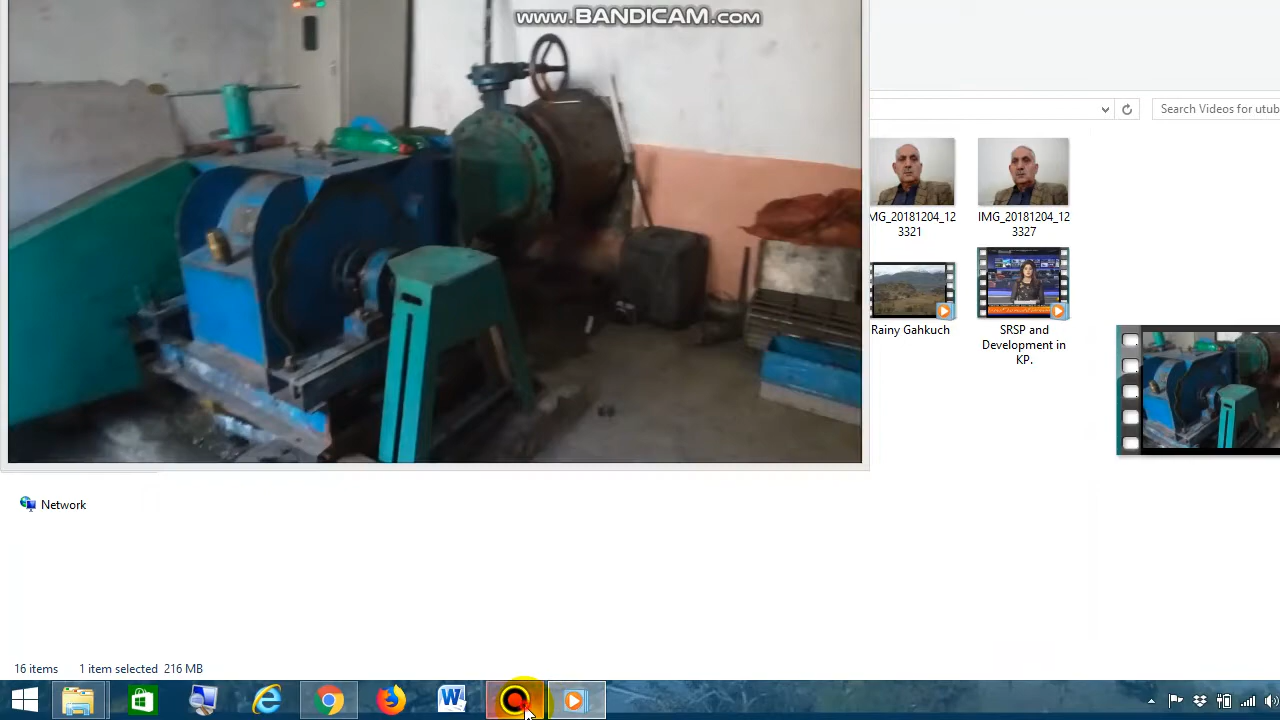 www.BANDICAM.com
Search Videos for utub
MG_20181204_12
3321
IMG_20181204_12
3327
Rainy Gahkuch
SRSP and
Development in
KP.
Network
16 items
1 item selected 216 MB